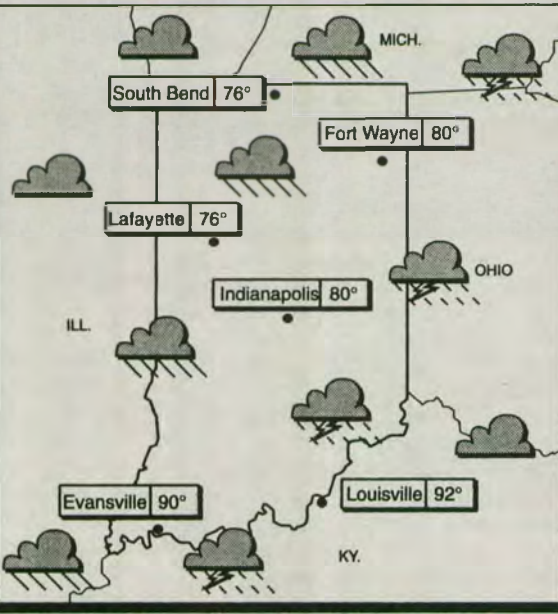 MICH.
South Bend 76°
Fort Wayne 80°
Lafayette 76°
OHIO
Indianapolis 80°
ILL.
Evansville 90°
Louisville 92°
KY.